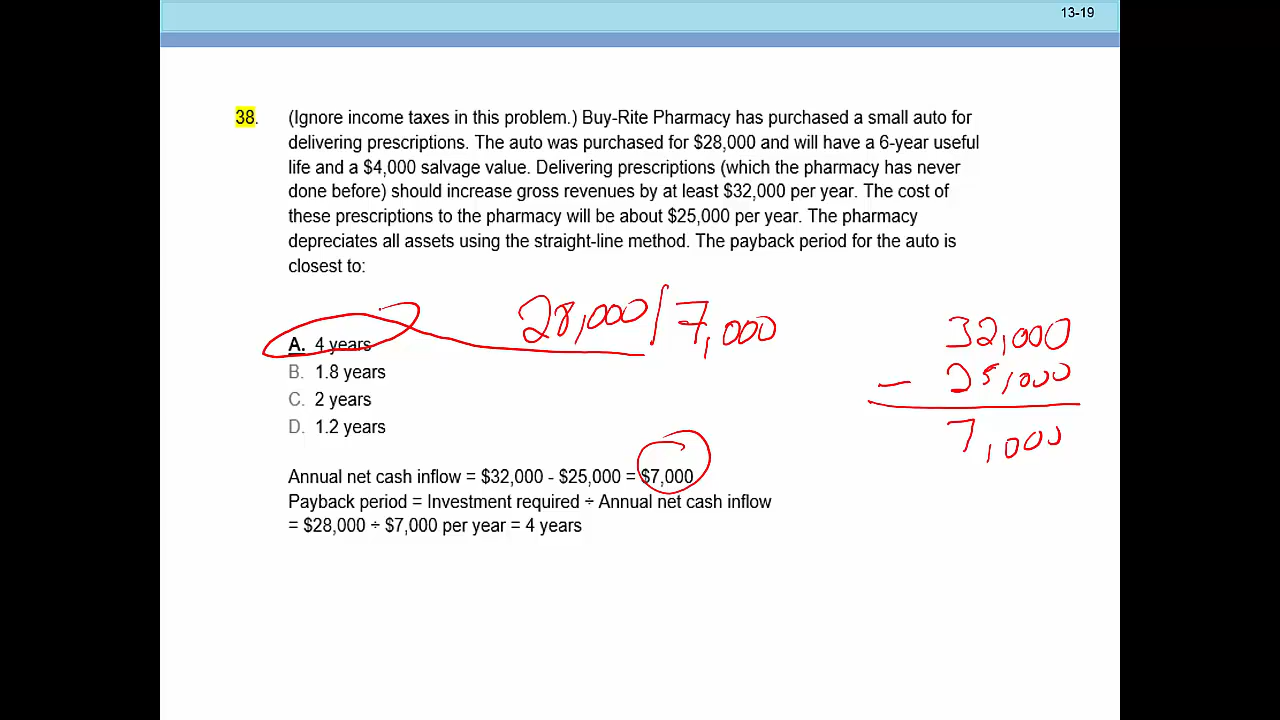 13-19
38. (Ignore income taxes in this problem.) Buy-Rite Pharmacy has purchased a small auto for
delivering prescriptions. The auto was purchased for $28,000 and will have a 6-year useful
life and a $4,000 salvage value. Delivering prescriptions (which the pharmacy has never
done before) should increase gross revenues by at least $32,000 per year. The cost of
these prescriptions to the pharmacy will be about $25,000 per year. The pharmacy
depreciates all assets using the straight-line method. The payback period for the auto is
closest to:
28,000/7,000
32,000
- 25,000
7,000
A. 4 years
B. 1.8 years
C. 2 years
D. 1.2 years
Annual net cash inflow = $32,000 - $25,000 = $7,000
Payback period = Investment required ÷ Annual net cash inflow
= $28,000 ÷ $7,000 per year = 4 years